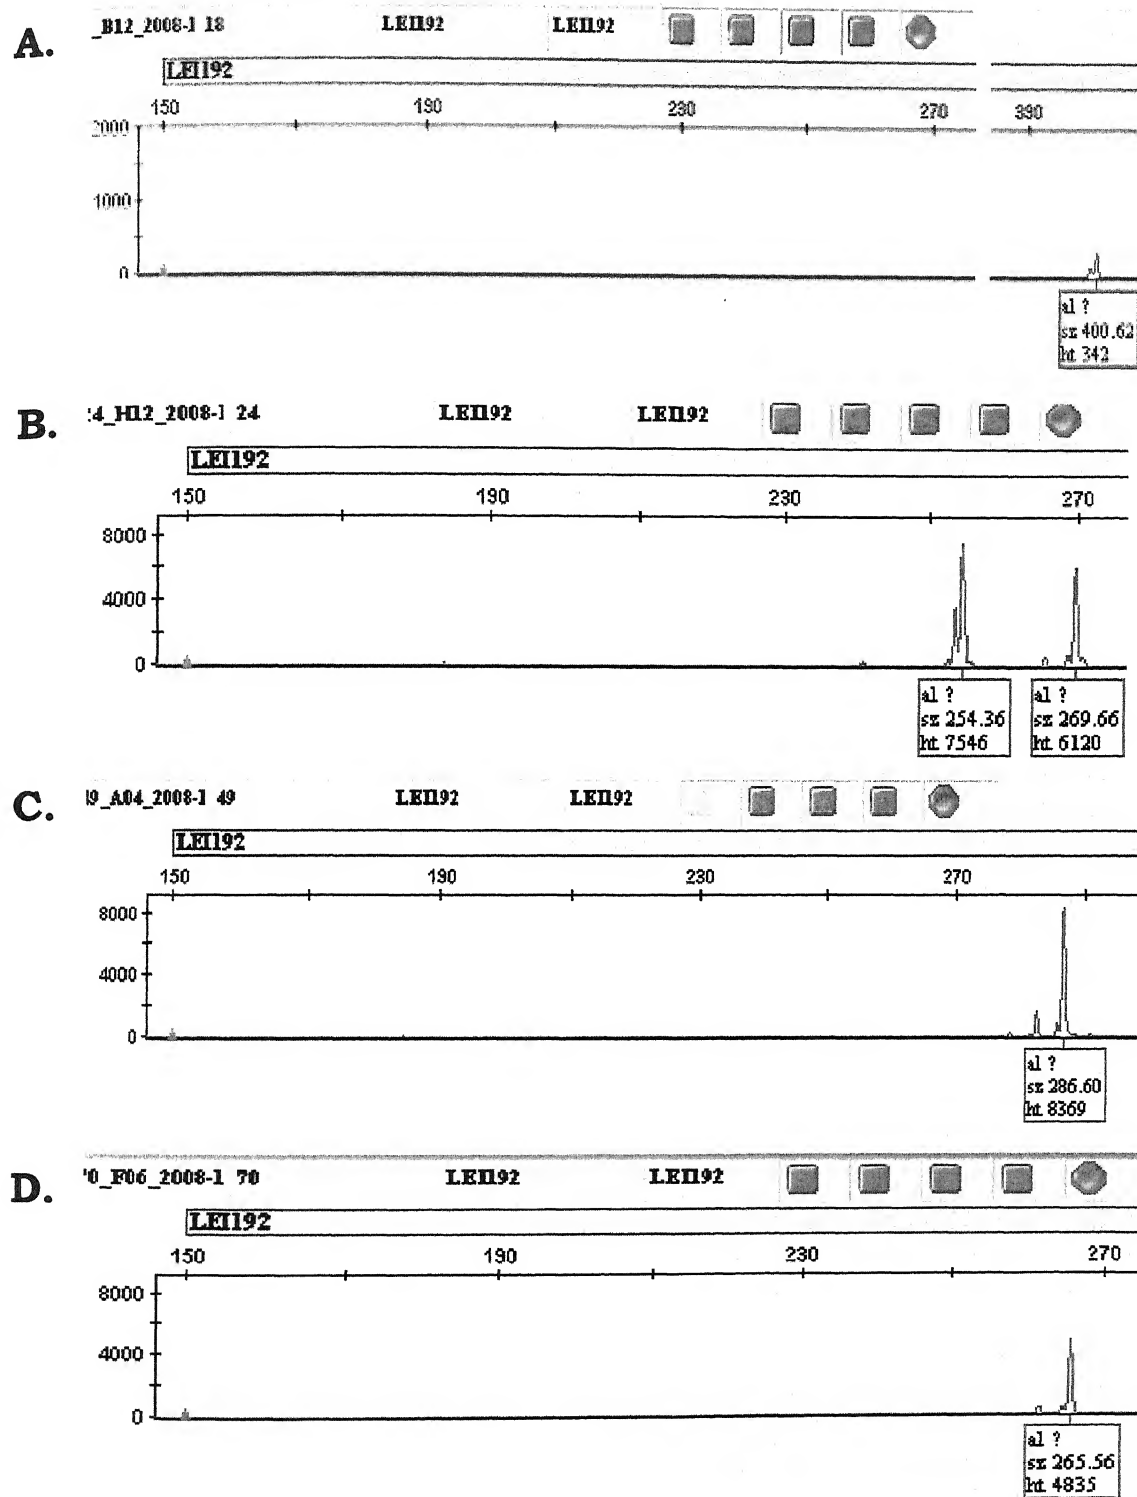 A.
_B12_2008-1 18 LEI192 LEI192
LEI192
150 190 230 270 390
2000
1000
0
al ?
sz 400.62
ht 342
B.
:4_H12_2008-1 24 LEI192 LEI192
LEI192
150 190 230 270
8000
4000
0
al ? al ?
sz 254.36 sz 269.66
ht 7546 ht 6120
C.
9_A04_2008-1 49 LEI192 LEI192
LEI192
150 190 230 270
8000
4000
0
al ?
sz 286.60
ht 8369
D.
'0_F06_2008-1 70 LEI192 LEI192
LEI192
150 190 230 270
8000
4000
0
al ?
sz 265.56
ht 4835